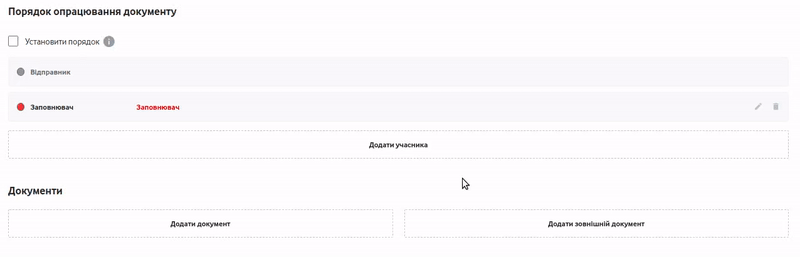 Порядок опрацювання документу
Установити порядок
Відправник
Заповнювач Заповнювач
Додати учасника
Документи
Додати документ Додати зовнішній документ